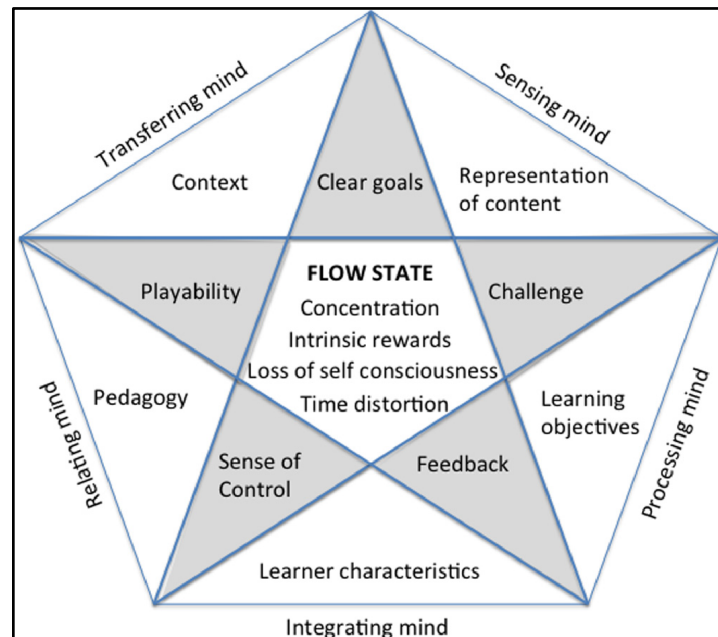 Transferring mind
Sensing mind
Context
Clear goals
Representation
of content
Playability
FLOW STATE
Concentration
Intrinsic rewards
Loss of self consciousness
Time distortion
Challenge
Relating mind
Pedagogy
Learning
objectives
Processing mind
Sense of
Control
Feedback
Learner characteristics
Integrating mind